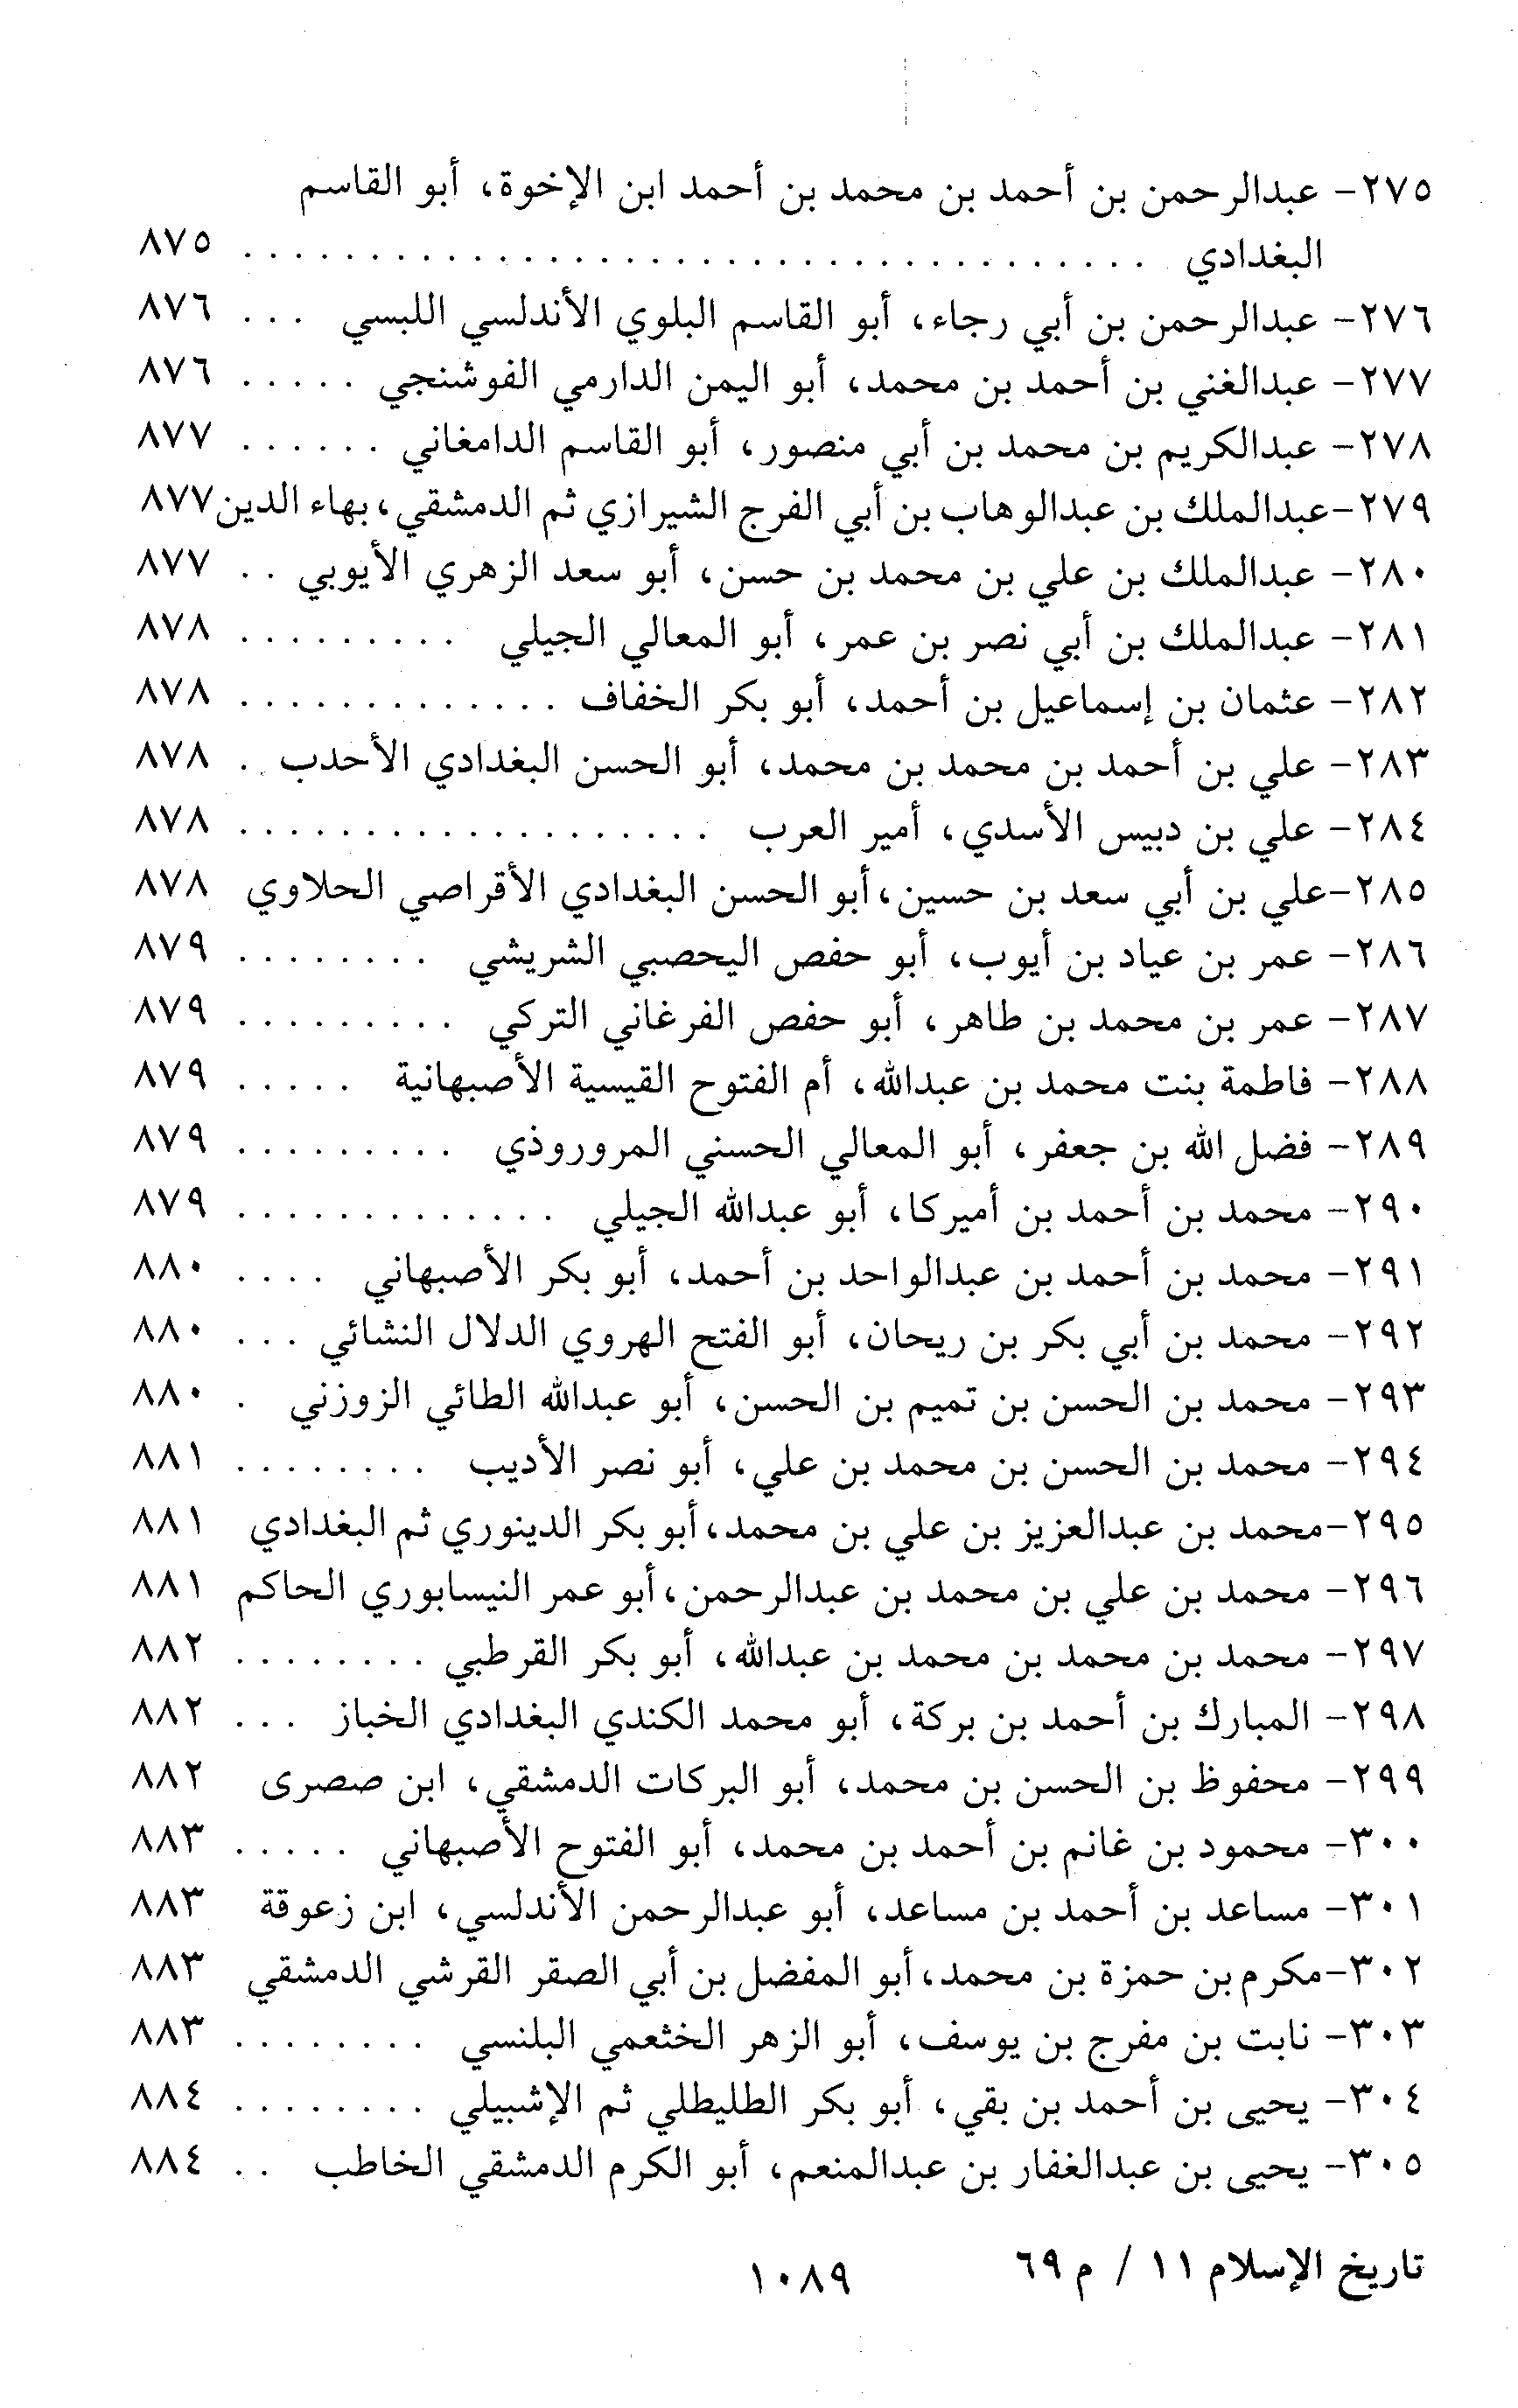 ٢٧٥- عبدالرحمن بن أحمد بن محمد بن أحمد ابن الإخوة، أبو القاسم
البغدادي . . . . . . . . . . . . . . . . . . . . . . . . . . . . . . . . . . . . ٨٧٥
٢٧٦- عبدالرحمن بن أبي رجاء، أبو القاسم البلوي الأندلسي اللبسي . . . ٨٧٦
٢٧٧- عبدالغني بن أحمد بن محمد، أبو اليمن الدارمي الفوشنجي . . . . . ٨٧٦
٢٧٨- عبدالكريم بن محمد بن أبي منصور، أبو القاسم الدامغاني . . . . . . ٨٧٧
٢٧٩-عبدالملك بن عبدالوهاب بن أبي الفرج الشيرازي ثم الدمشقي، بهاء الدين ٨٧٧
٢٨٠- عبدالملك بن علي بن محمد بن حسن، أبو سعد الزهري الأيوبي . . ٨٧٧
٢٨١- عبدالملك بن أبي نصر بن عمر، أبو المعالي الجيلي . . . . . . . . . ٨٧٨
٢٨٢- عثمان بن إسماعيل بن أحمد، أبو بكر الخفاف . . . . . . . . . . . . . ٨٧٨
٢٨٣- علي بن أحمد بن محمد بن محمد، أبو الحسن البغدادي الأحدب . . ٨٧٨
٢٨٤- علي بن دبيس الأسدي، أمير العرب . . . . . . . . . . . . . . . . . . . ٨٧٨
٢٨٥-علي بن أبي سعد بن حسين، أبو الحسن البغدادي الأقراصي الحلاوي ٨٧٨
٢٨٦- عمر بن عياد بن أيوب، أبو حفص اليحصبي الشريشي . . . . . . . . ٨٧٩
٢٨٧- عمر بن محمد بن طاهر، أبو حفص الفرغاني التركي . . . . . . . . . ٨٧٩
٢٨٨- فاطمة بنت محمد بن عبدالله، أم الفتوح القيسية الأصبهانية . . . . . ٨٧٩
٢٨٩- فضل الله بن جعفر، أبو المعالي الحسني المروروذي . . . . . . . . . ٨٧٩
٢٩٠- محمد بن أحمد بن أميركا، أبو عبدالله الجيلي . . . . . . . . . . . . . ٨٧٩
٢٩١- محمد بن أحمد بن عبدالواحد بن أحمد، أبو بكر الأصبهاني . . . . ٨٨٠
٢٩٢- محمد بن أبي بكر بن ريحان، أبو الفتح الهروي الدلال النشائي . . . ٨٨٠
٢٩٣- محمد بن الحسن بن تميم بن الحسن، أبو عبدالله الطائي الزوزني . ٨٨٠
٢٩٤- محمد بن الحسن بن محمد بن علي، أبو نصر الأديب . . . . . . . . ٨٨١
٢٩٥-محمد بن عبدالعزيز بن علي بن محمد، أبو بكر الدينوري ثم البغدادي ٨٨١
٢٩٦- محمد بن علي بن محمد بن عبدالرحمن، أبو عمر النيسابوري الحاكم ٨٨١
٢٩٧- محمد بن محمد بن محمد بن عبدالله، أبو بكر القرطبي . . . . . . . . ٨٨٢
٢٩٨- المبارك بن أحمد بن بركة، أبو محمد الكندي البغدادي الخباز . . . ٨٨٢
٢٩٩- محفوظ بن الحسن بن محمد، أبو البركات الدمشقي، ابن صصرى ٨٨٢
٣٠٠- محمود بن غانم بن أحمد بن محمد، أبو الفتوح الأصبهاني . . . . . ٨٨٣
٣٠١- مساعد بن أحمد بن مساعد، أبو عبدالرحمن الأندلسي، ابن زعوقة ٨٨٣
٣٠٢-مكرم بن حمزة بن محمد، أبو المفضل بن أبي الصقر القرشي الدمشقي ٨٨٣
٣٠٣- نابت بن مفرج بن يوسف، أبو الزهر الخثعمي البلنسي . . . . . . . . ٨٨٣
٣٠٤- يحيى بن أحمد بن بقي، أبو بكر الطليطلي ثم الإشبيلي . . . . . . . . ٨٨٤
٣٠٥- يحيى بن عبدالغفار بن عبدالمنعم، أبو الكرم الدمشقي الخاطب . . ٨٨٤
تاريخ الإسلام ١١ / م ٦٩
١٠٨٩